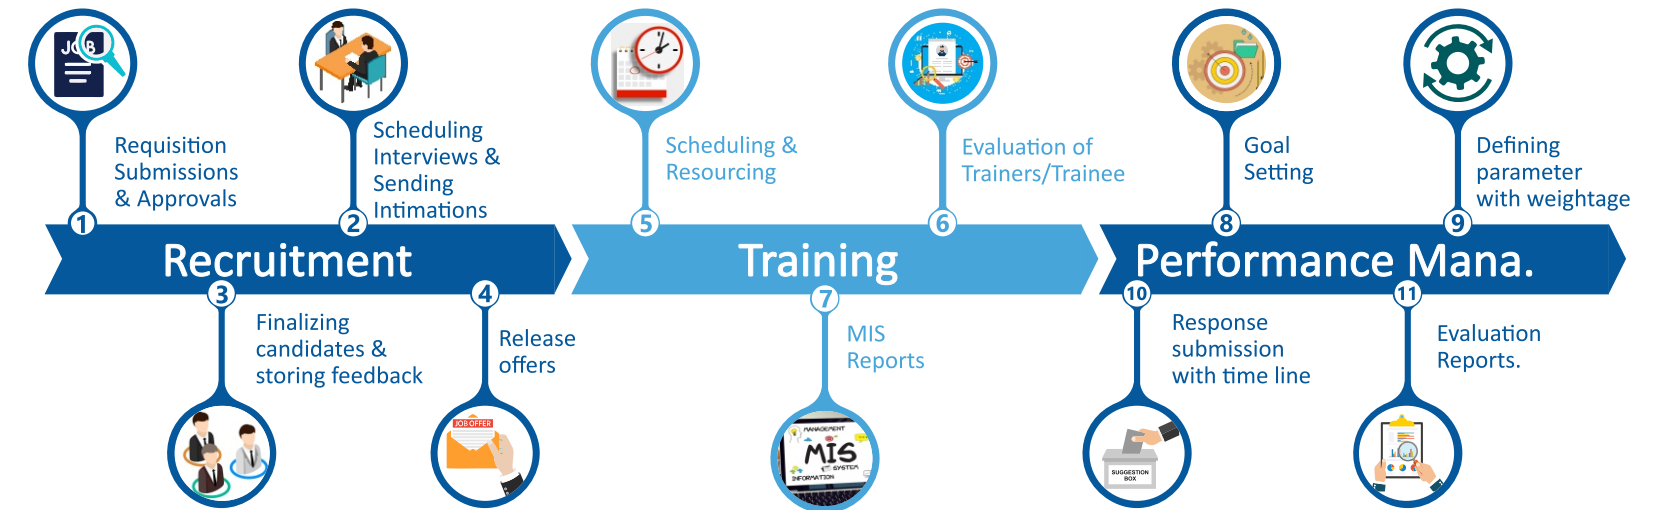 JOB
1
Requisition
Submissions
& Approvals
2
Scheduling
Interviews &
Sending
Intimations
Recruitment
3
Finalizing
candidates &
storing feedback
4
Release
offers
JOB OFFER
5
Scheduling &
Resourcing
6
Evaluation of
Trainers/Trainee
Training
7
MIS
Reports
MANAGEMENT
MIS
SYSTEM
INFORMATION
8
Goal
Setting
9
Defining
parameter
with weightage
Performance Mana.
10
Response
submission
with time line
SUGGESTION
BOX
11
Evaluation
Reports.